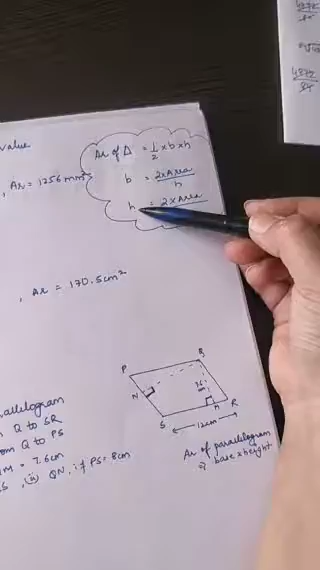 value
Ar of Δ = 1/2 x b x h
, Ar = 1256 mm²
b = 2 x Area / h
h = 2 x Area
, Ar = 170.5cm²
P
N
S
M
R
12cm
Ar of parallelogram
⇒ base x height
allelogram
Q to SR
om Q to PS
M = 7.6cm
S , (ii) QN, if PS = 8cm